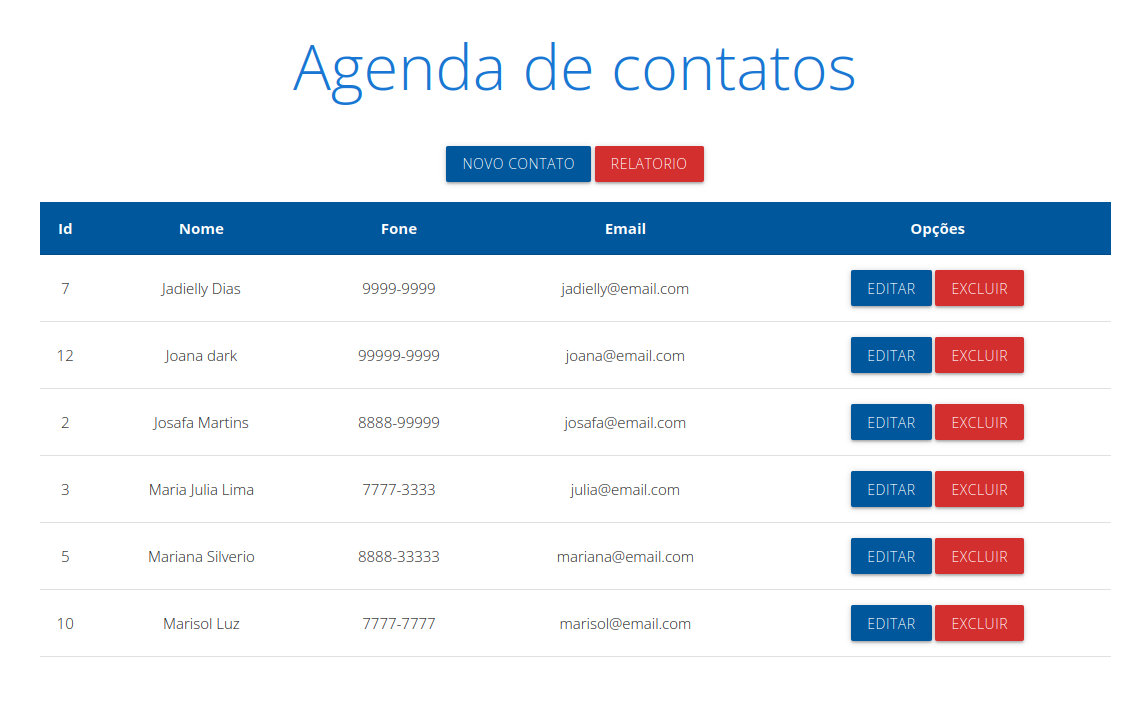 Agenda de contatos
NOVO CONTATO RELATORIO
Id Nome Fone Email Opções
7 Jadielly Dias 9999-9999 jadielly@email.com EDITAR EXCLUIR
12 Joana dark 99999-9999 joana@email.com EDITAR EXCLUIR
2 Josafa Martins 8888-99999 josafa@email.com EDITAR EXCLUIR
3 Maria Julia Lima 7777-3333 julia@email.com EDITAR EXCLUIR
5 Mariana Silverio 8888-33333 mariana@email.com EDITAR EXCLUIR
10 Marisol Luz 7777-7777 marisol@email.com EDITAR EXCLUIR